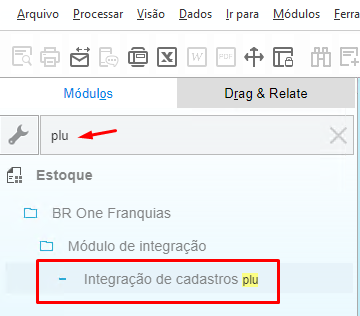 Arquivo Processar Visão Dados Ir para Módulos Ferram
Módulos Drag & Relate
plu
Estoque
BR One Franquias
Módulo de integração
Integração de cadastros plu